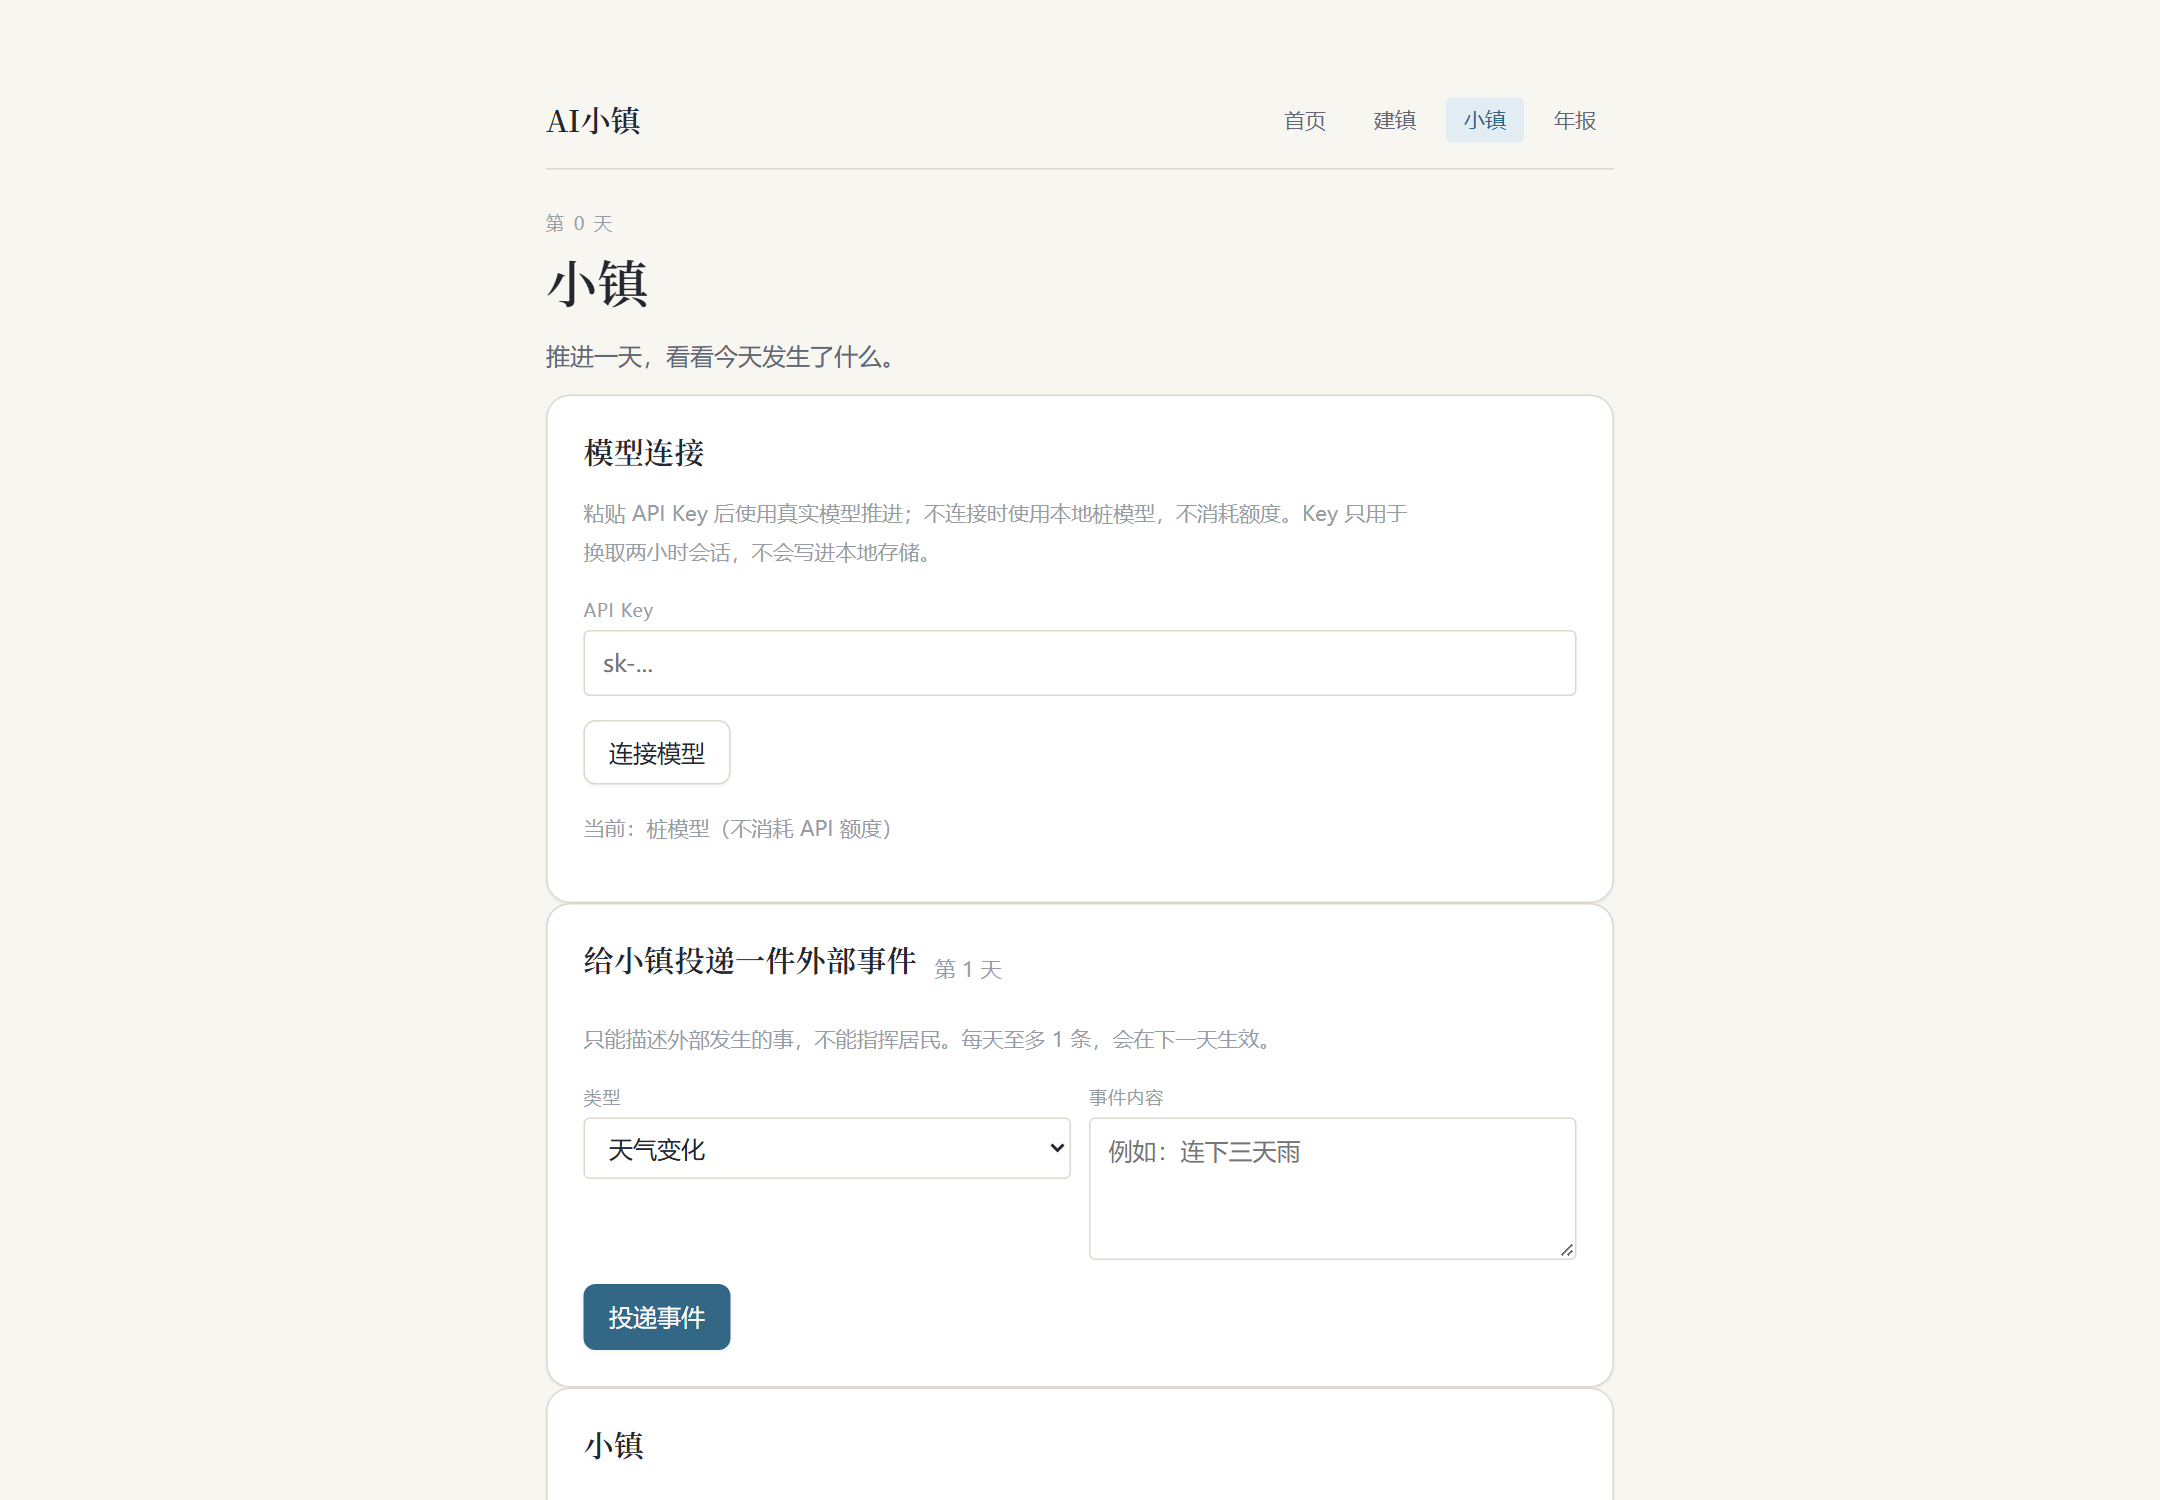 AI小镇
首页 建镇 小镇 年报
第 0 天
小镇
推进一天，看看今天发生了什么。
模型连接
粘贴 API Key 后使用真实模型推进；不连接时使用本地桩模型，不消耗额度。Key 只用于
换取两小时会话，不会写进本地存储。
API Key
sk-...
连接模型
当前：桩模型（不消耗 API 额度）
给小镇投递一件外部事件 第 1 天
只能描述外部发生的事，不能指挥居民。每天至多 1 条，会在下一天生效。
类型 事件内容
天气变化 例如：连下三天雨
投递事件
小镇